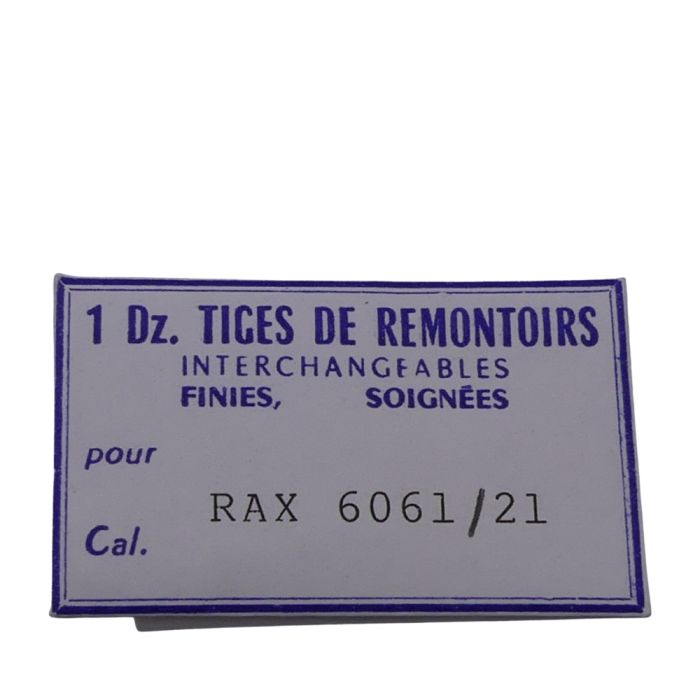 1 Dz. TIGES DE REMONTOIRS
INTERCHANGEABLES
FINIES, SOIGNÉES
pour
RAX 6061/21
Cal.